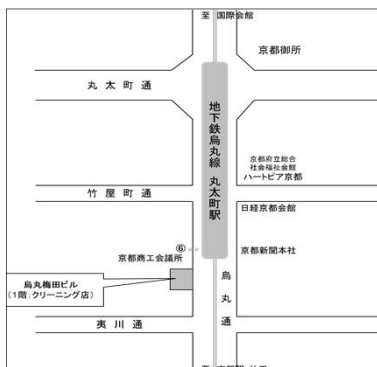 至 国際会館
京都御所
丸太町通
地下鉄烏丸線 丸太町駅
京都府立総合
社会福祉会館
ハートピア京都
竹屋町通
日経京都会館
⑥
京都商工会議所
京都新聞本社
烏丸梅田ビル
(1階:クリーニング店)
烏丸通
夷川通